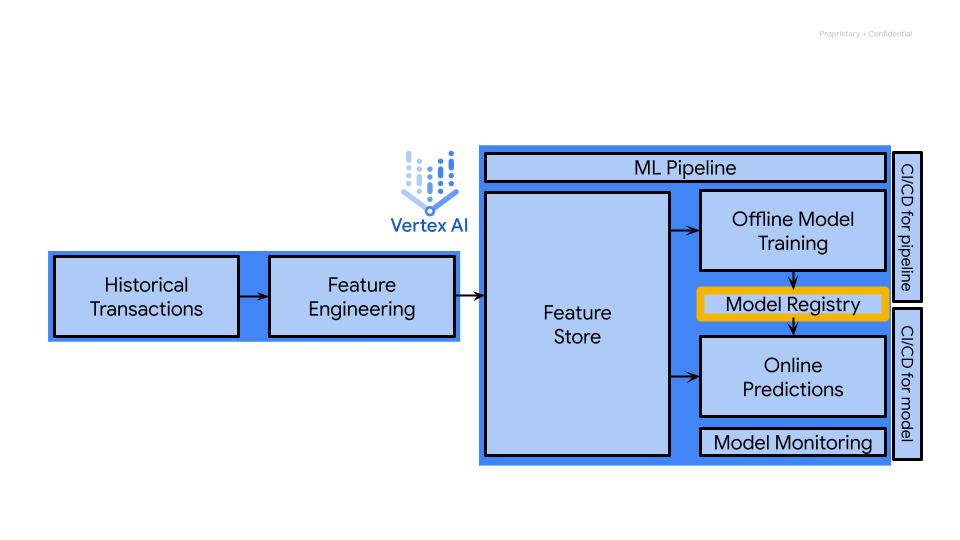 Proprietary + Confidential
ML Pipeline
CI/CD for pipeline
Vertex AI
Historical
Transactions
Feature
Engineering
Feature
Store
Offline Model
Training
Model Registry
Online
Predictions
Model Monitoring
CI/CD for model